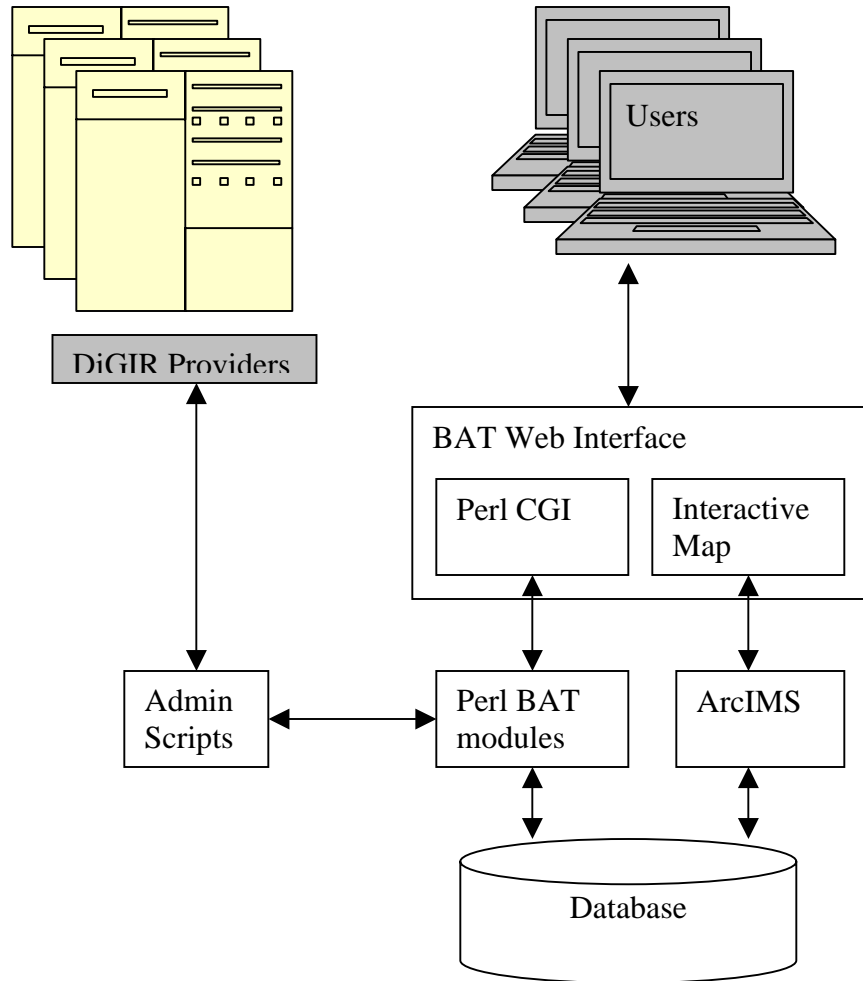 Users
DiGIR Providers
BAT Web Interface
Perl CGI
Interactive
Map
Admin
Scripts
Perl BAT
modules
ArcIMS
Database